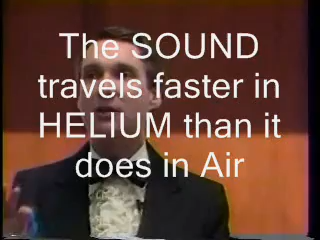 The SOUND
travels faster in
HELIUM than it
does in Air